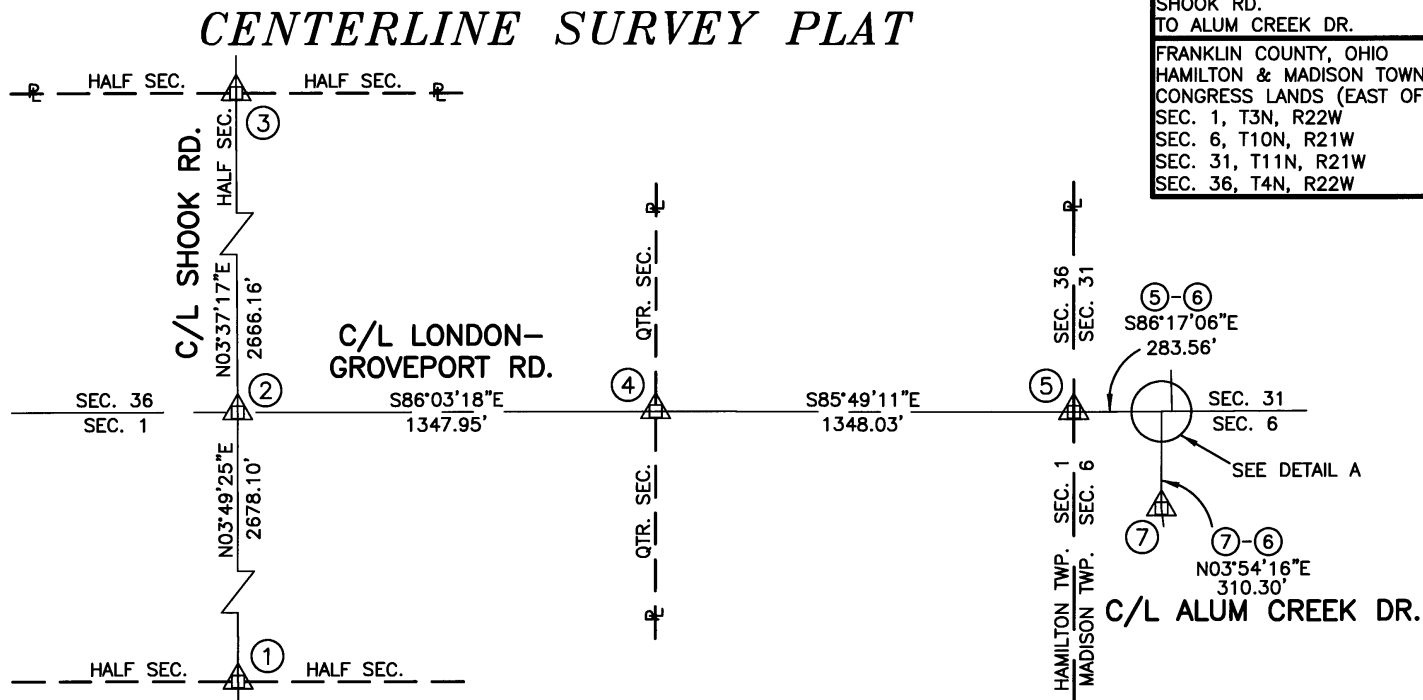 CENTERLINE SURVEY PLAT
SHOOK RD.
TO ALUM CREEK DR.
FRANKLIN COUNTY, OHIO
HAMILTON & MADISON TOWN
CONGRESS LANDS (EAST OF
SEC. 1, T3N, R22W
SEC. 6, T10N, R21W
SEC. 31, T11N, R21W
SEC. 36, T4N, R22W
HALF SEC.
HALF SEC.
3
HALF SEC.
C/L SHOOK RD.
N03°37'17"E
2666.16'
C/L LONDON-
GROVEPORT RD.
QTR. SEC.
SEC. 36
SEC. 31
5-6
S86°17'06"E
283.56'
SEC. 36
SEC. 1
2
S86°03'18"E
1347.95'
4
S85°49'11"E
1348.03'
5
SEC. 31
SEC. 6
SEE DETAIL A
N03°49'25"E
2678.10'
QTR. SEC.
SEC. 1
SEC. 6
7
7-6
N03°54'16"E
310.30'
C/L ALUM CREEK DR.
HAMILTON TWP.
MADISON TWP.
HALF SEC.
1
HALF SEC.